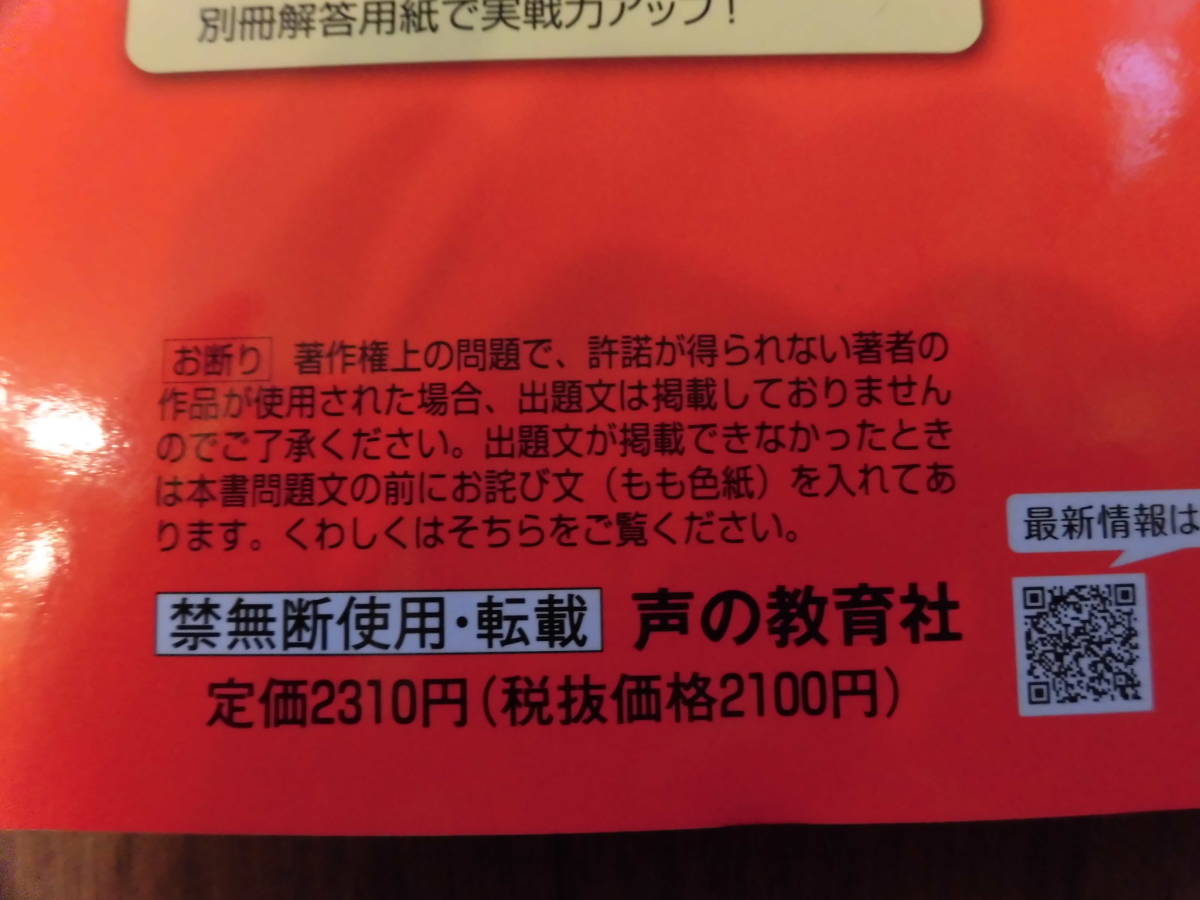 別冊解答用紙で実戦力アップ!
お断り 著作権上の問題で、許諾が得られない著者の
作品が使用された場合、出題文は掲載しておりません
のでご了承ください。出題文が掲載できなかったとき
は本書問題文の前にお詫び文（もも色紙）を入れてあ
ります。くわしくはそちらをご覧ください。
最新情報は
禁無断使用・転載 声の教育社
定価2310円（税抜価格2100円）